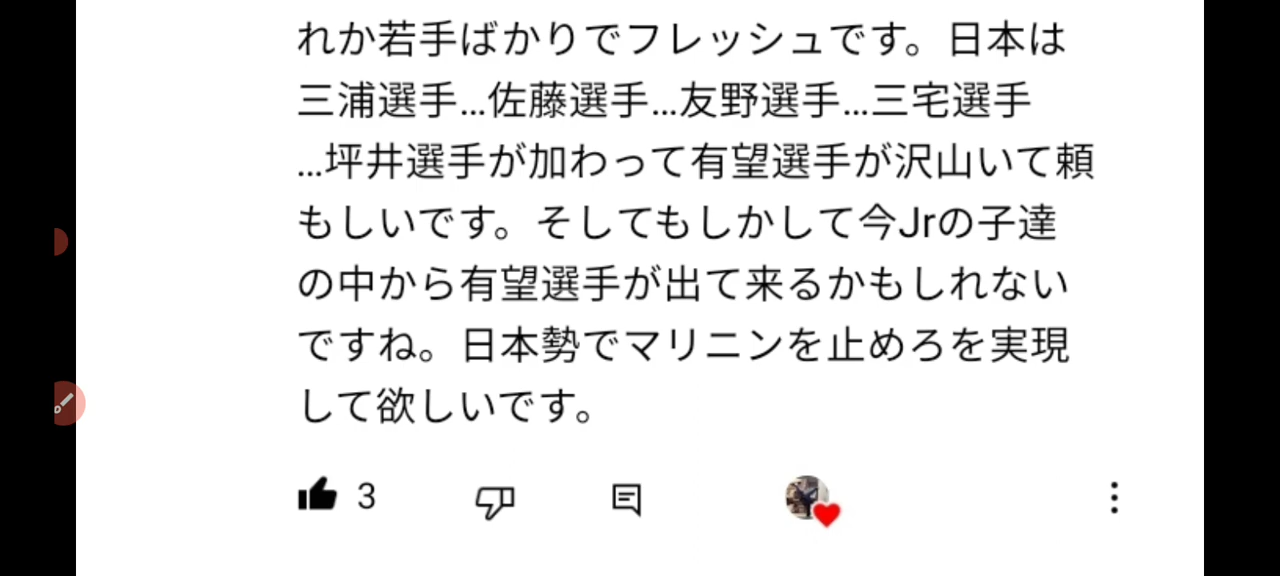 れか若手ばかりでフレッシュです。日本は
三浦選手...佐藤選手...友野選手...三宅選手
...坪井選手が加わって有望選手が沢山いて頼
もしいです。そしてもしかして今Jrの子達
の中から有望選手が出て来るかもしれない
ですね。日本勢でマリニンを止めろを実現
して欲しいです。
3